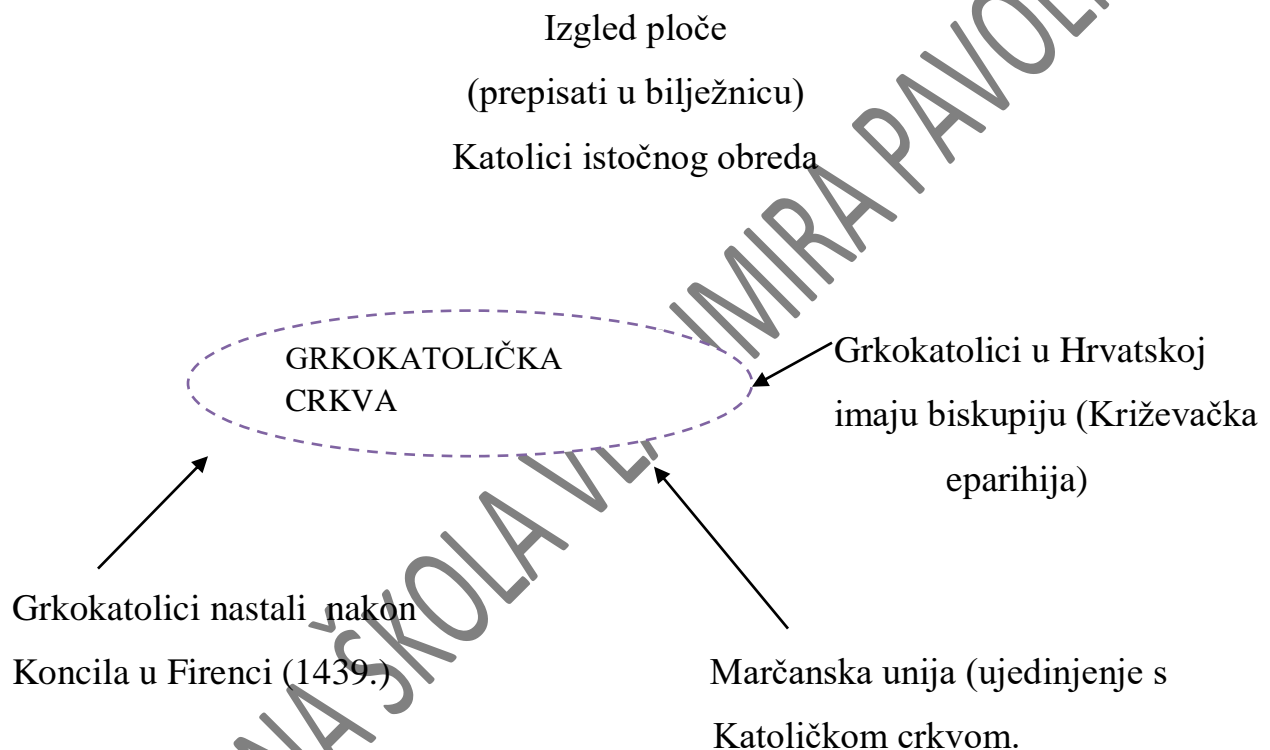 Izgled ploče
(prepisati u bilježnicu)
Katolici istočnog obreda
GRKOKATOLIČKA
CRKVA
Grkokatolici u Hrvatskoj
imaju biskupiju (Križevačka
eparihija)
Grkokatolici nastali nakon
Koncila u Firenci (1439.)
Marčanska unija (ujedinjenje s
Katoličkom crkvom.
ŠKOLA